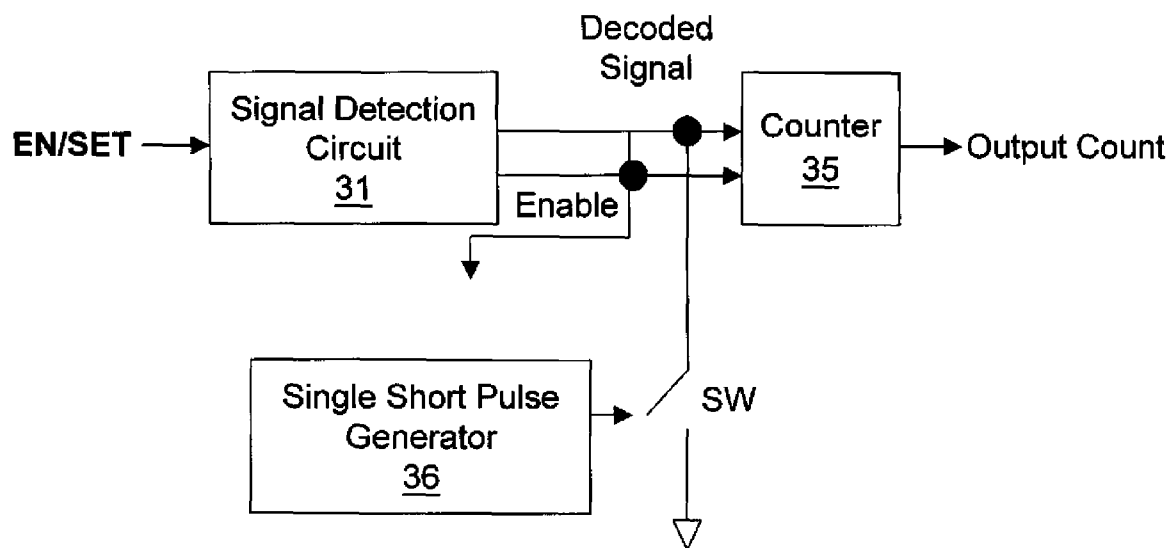 Decoded
Signal
Signal Detection
Circuit
31
EN/SET
Enable
Counter
35
Output Count
Single Short Pulse
Generator
36
SW